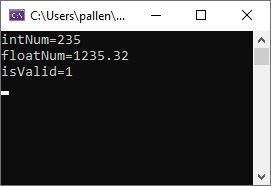 C:\Users\pallen\...
intNum=235
floatNum=1235.32
isValid=1